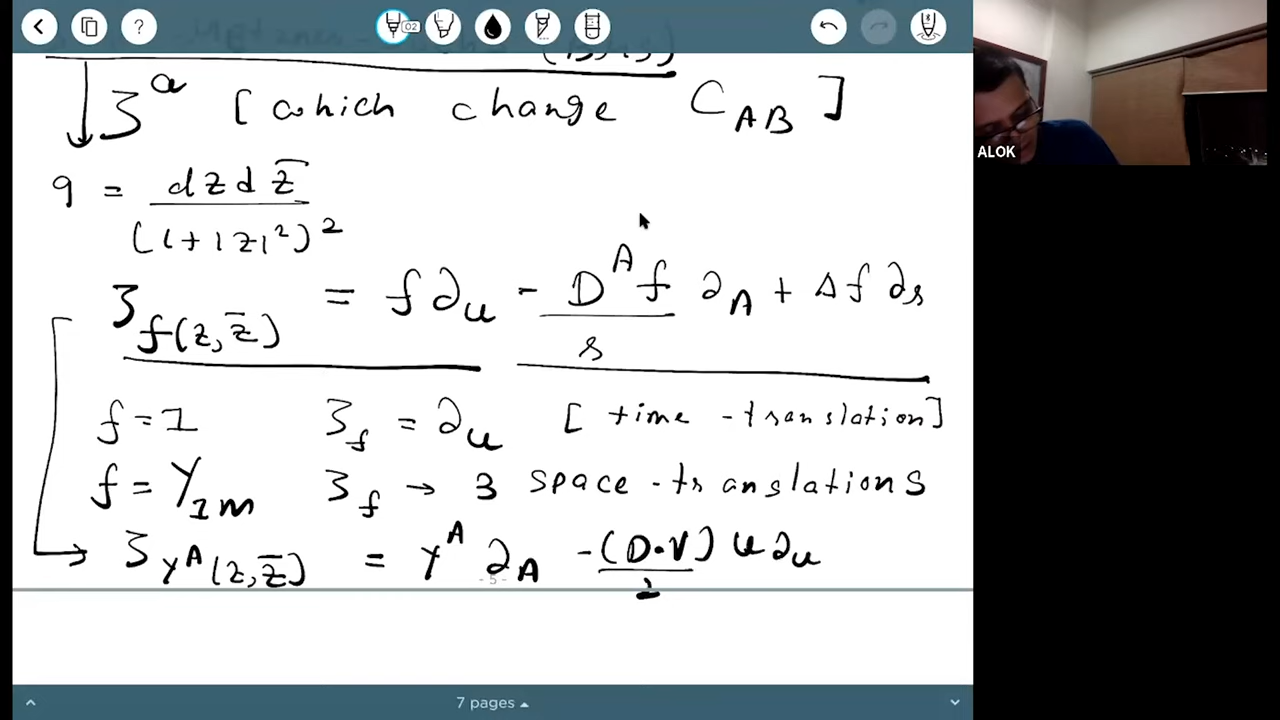 ξ^a [which change C_AB]
q = dz dz̄ / (1+|z|²)²
ξ_f(z,z̄) = f∂_u - D^A f / r ∂_A + Δf ∂_r
f=1 ξ_f = ∂_u [time-translation]
f = Y_1m ξ_f → 3 space-translations
ξ_Y^A(z,z̄) = Y^A ∂_A - (D·V)/2 u∂_u
- 5 -
7 pages
ALOK